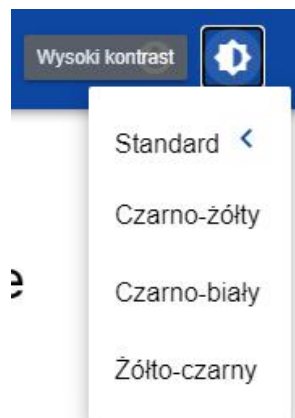 Wysoki kontrast
Standard
Czarno-żółty
e
Czarno-biały
Żółto-czarny